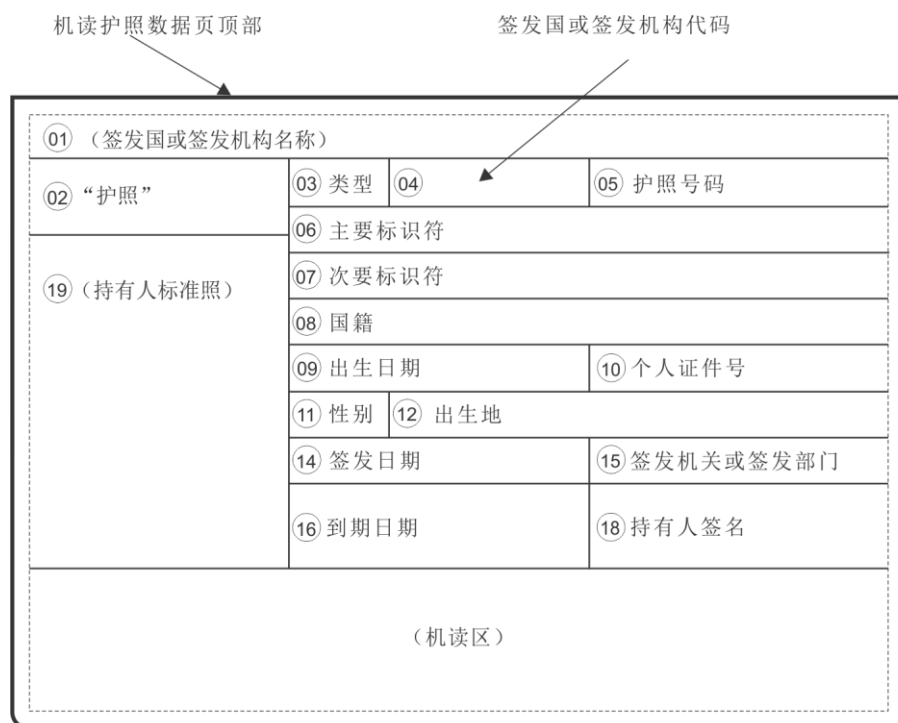 机读护照数据页顶部
签发国或签发机构代码
01 （签发国或签发机构名称）
02 “护照”
03 类型
04
05 护照号码
06 主要标识符
07 次要标识符
19 （持有人标准照）
08 国籍
09 出生日期
10 个人证件号
11 性别
12 出生地
14 签发日期
15 签发机关或签发部门
16 到期日期
18 持有人签名
（机读区）